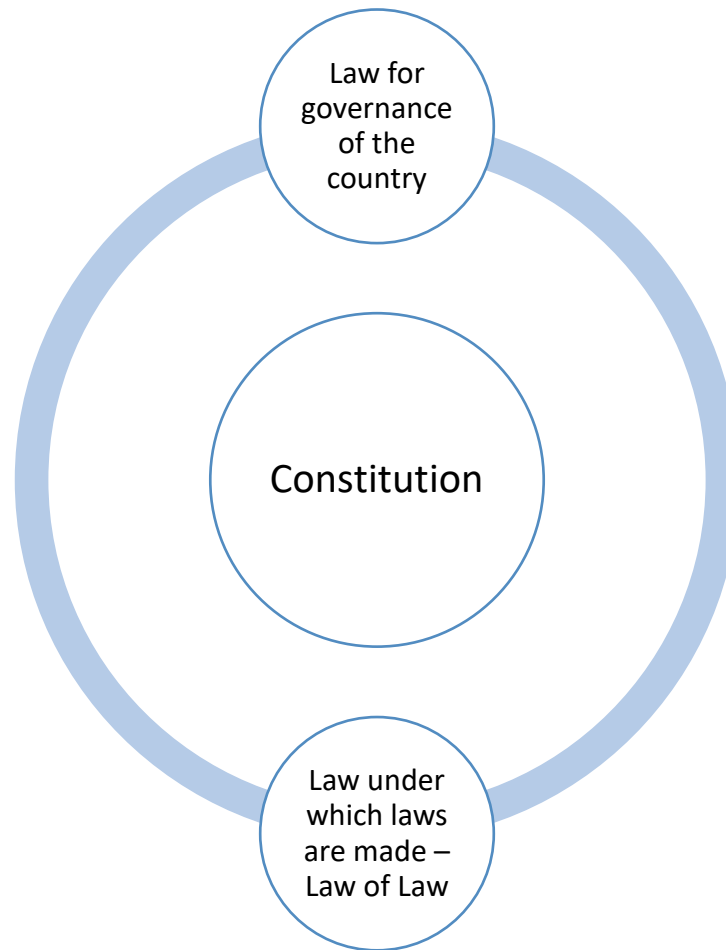 Law for
governance
of the
country
Constitution
Law under
which laws
are made –
Law of Law